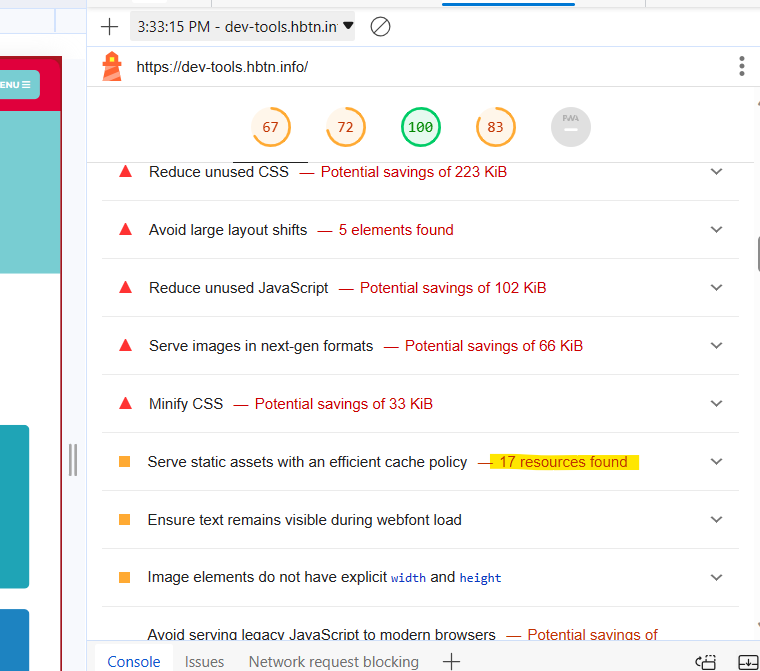 3:33:15 PM - dev-tools.hbtn.in
https://dev-tools.hbtn.info/
ENU
67 72 100 83 PWA
Reduce unused CSS — Potential savings of 223 KiB
Avoid large layout shifts — 5 elements found
Reduce unused JavaScript — Potential savings of 102 KiB
Serve images in next-gen formats — Potential savings of 66 KiB
Minify CSS — Potential savings of 33 KiB
Serve static assets with an efficient cache policy — 17 resources found
Ensure text remains visible during webfont load
Image elements do not have explicit width and height
Avoid serving legacy JavaScript to modern browsers — Potential savings of
Console Issues Network request blocking